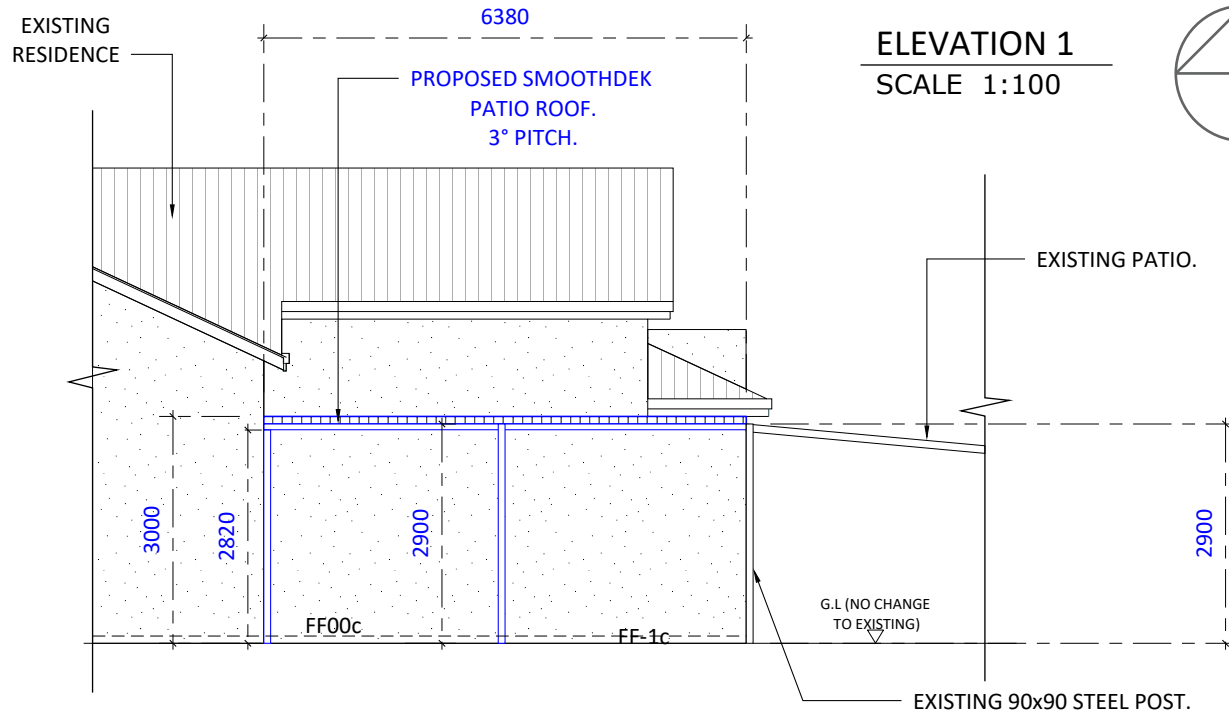 6380
EXISTING
RESIDENCE
ELEVATION 1
SCALE 1:100
PROPOSED SMOOTHDEK
PATIO ROOF.
3° PITCH.
EXISTING PATIO.
3000
2820
2900
2900
G.L (NO CHANGE
TO EXISTING)
FF00c
FF-1c
EXISTING 90x90 STEEL POST.